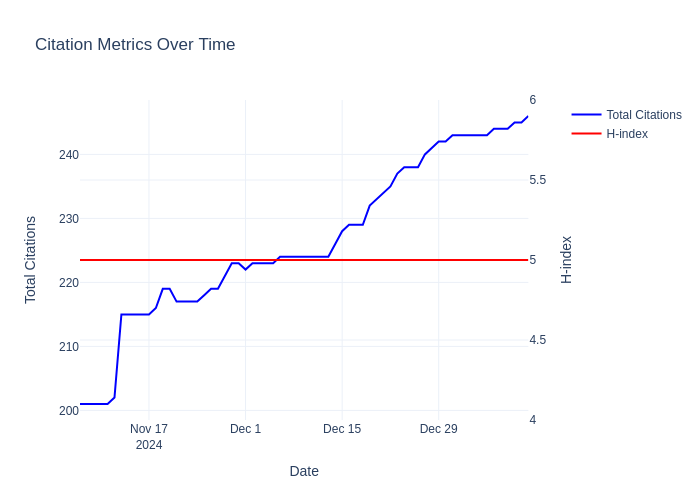 Citation Metrics Over Time
Total Citations
H-index
240
230
220
210
200
6
5.5
5
4.5
4
Total Citations
H-index
Nov 17
2024
Dec 1
Dec 15
Dec 29
Date